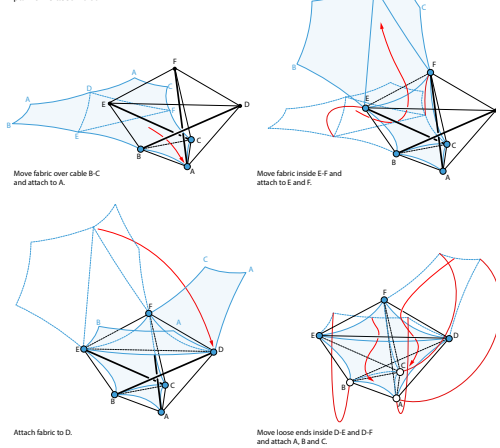 A
D
A
C
B
E
F
F
E
D
C
B
A
Move fabric over cable B-C
and attach to A.
A
C
B
F
E
C
B
A
Move fabric inside E-F and
attach to E and F.
C
A
F
B
A
E
D
C
B
A
Attach fabric to D.
F
E
D
C
B
A
Move loose ends inside D-E and D-F
and attach A, B and C.